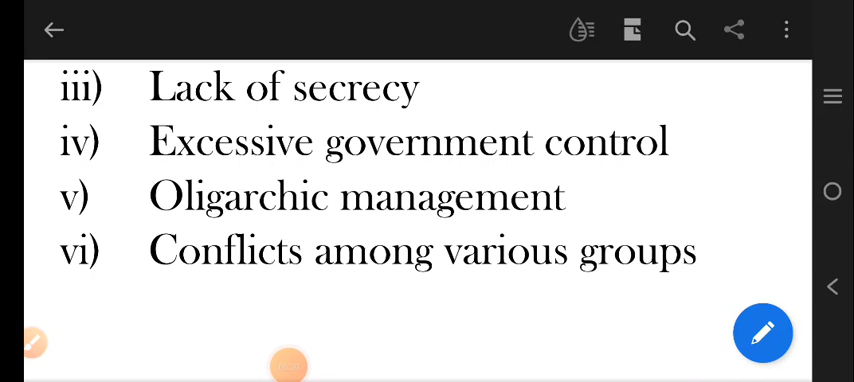 iii) Lack of secrecy
iv) Excessive government control
v) Oligarchic management
vi) Conflicts among various groups